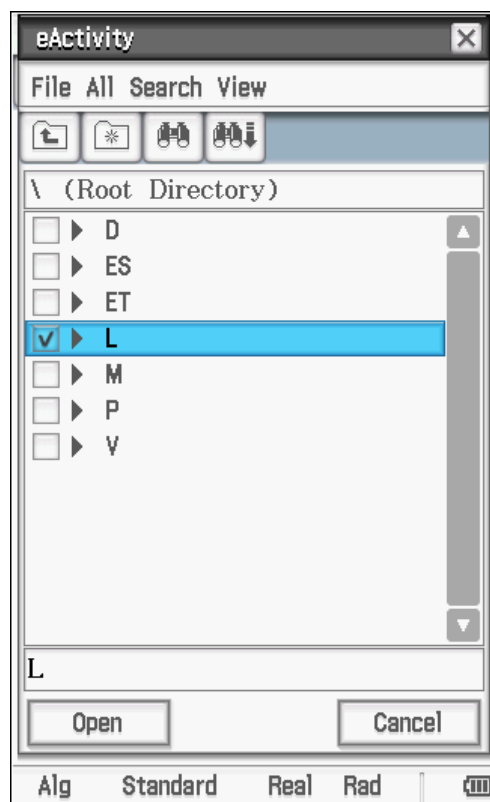 eActivity
File All Search View
\ (Root Directory)
D
ES
ET
L
M
P
V
L
Open Cancel
Alg Standard Real Rad